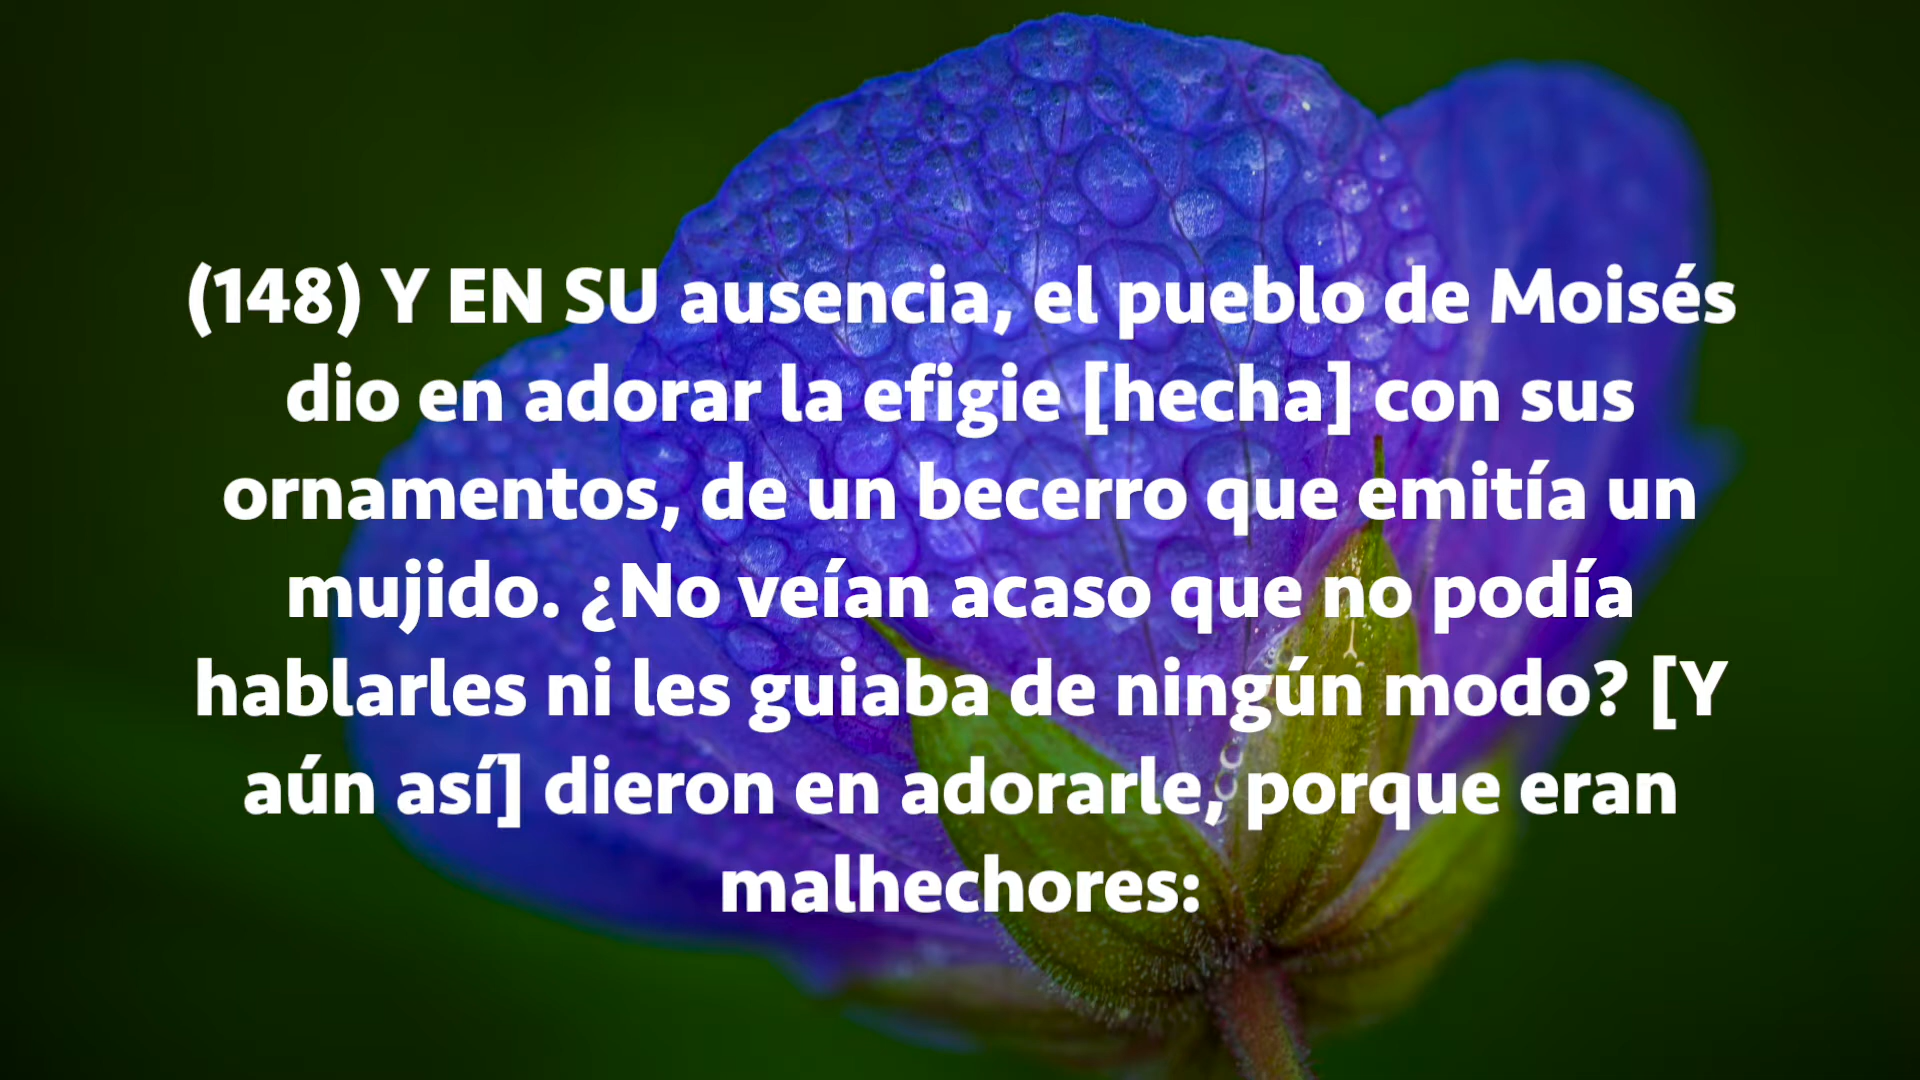 (148) Y EN SU ausencia, el pueblo de Moisés
dio en adorar la efigie [hecha] con sus
ornamentos, de un becerro que emitía un
mujido. ¿No veían acaso que no podía
hablarles ni les guiaba de ningún modo? [Y
aún así] dieron en adorarle, porque eran
malhechores: